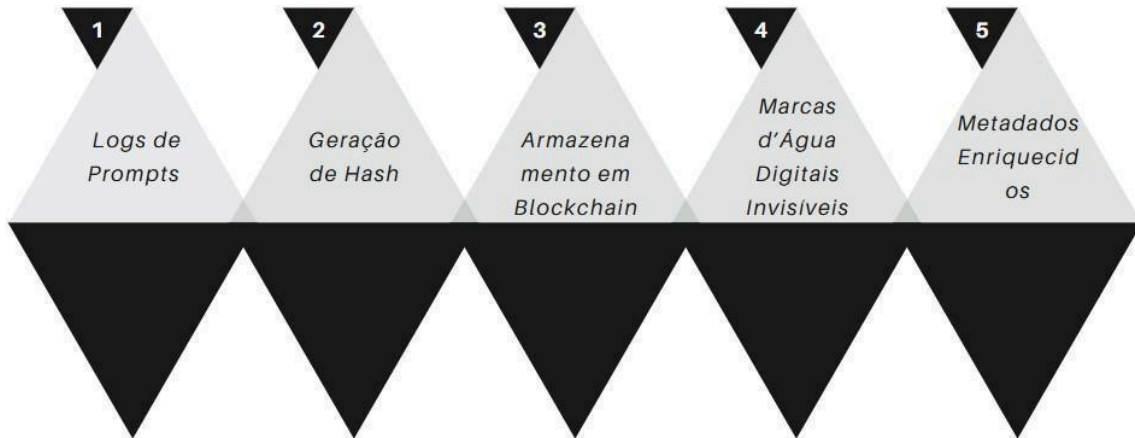 1
Logs de
Prompts
2
Geração
de Hash
3
Armazena
mento em
Blockchain
4
Marcas
d’Água
Digitais
Invisíveis
5
Metadados
Enriquecid
os